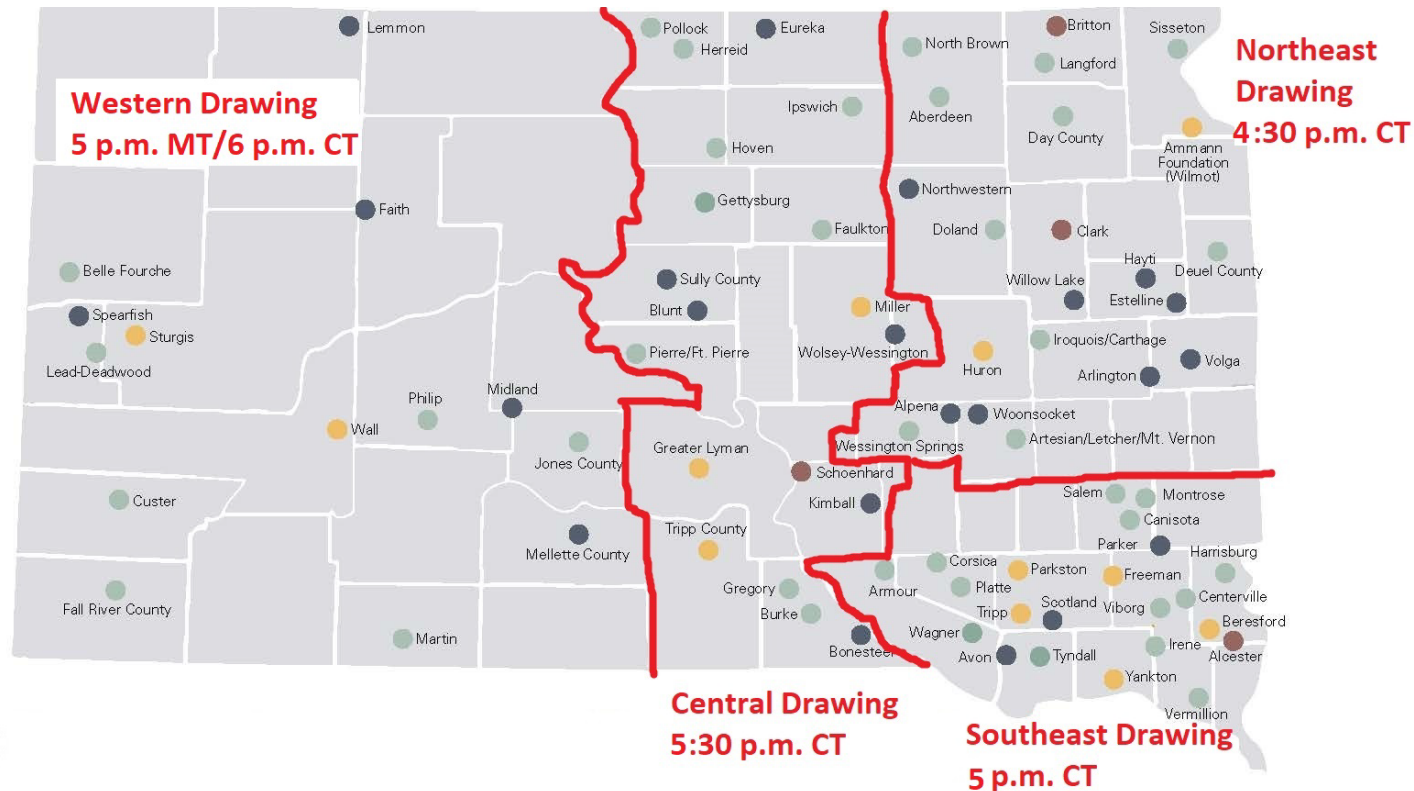 Lemmon
Pollock
Eureka
Britton
Sisseton
Herreid
North Brown
Langford
Northeast
Drawing
4:30 p.m. CT
Western Drawing
5 p.m. MT/6 p.m. CT
Ipswich
Aberdeen
Day County
Ammann
Foundation
(Wilmot)
Hoven
Northwestern
Faith
Gettysburg
Faulkton
Doland
Clark
Belle Fourche
Sully County
Blunt
Hayti
Deuel County
Willow Lake
Estelline
Spearfish
Sturgis
Lead-Deadwood
Miller
Wolsey-Wessington
Pierre/Ft. Pierre
Huron
Iroquois/Carthage
Volga
Arlington
Midland
Philip
Alpena
Woonsocket
Wall
Wessington Springs
Artesian/Letcher/Mt. Vernon
Jones County
Greater Lyman
Schoenhard
Kimball
Custer
Salem
Montrose
Canistota
Mellette County
Tripp County
Parker
Harrisburg
Fall River County
Gregory
Burke
Armour
Corsica
Platte
Parkston
Freeman
Tripp
Scotland
Viborg
Centerville
Beresford
Martin
Bonesteel
Wagner
Avon
Tyndall
Irene
Alcester
Yankton
Vermillion
Central Drawing
5:30 p.m. CT
Southeast Drawing
5 p.m. CT